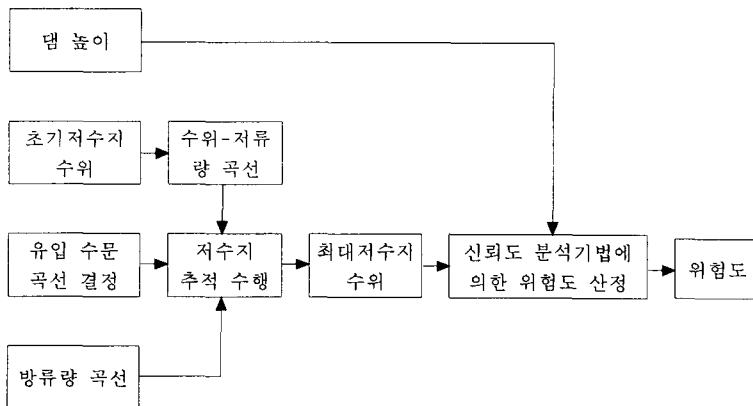 댐 높이
초기저수지
수위
수위-저류
량 곡선
유입 수문
곡선 결정
저수지
추적 수행
최대저수지
수위
신뢰도 분석기법에
의한 위험도 산정
위험도
방류량 곡선